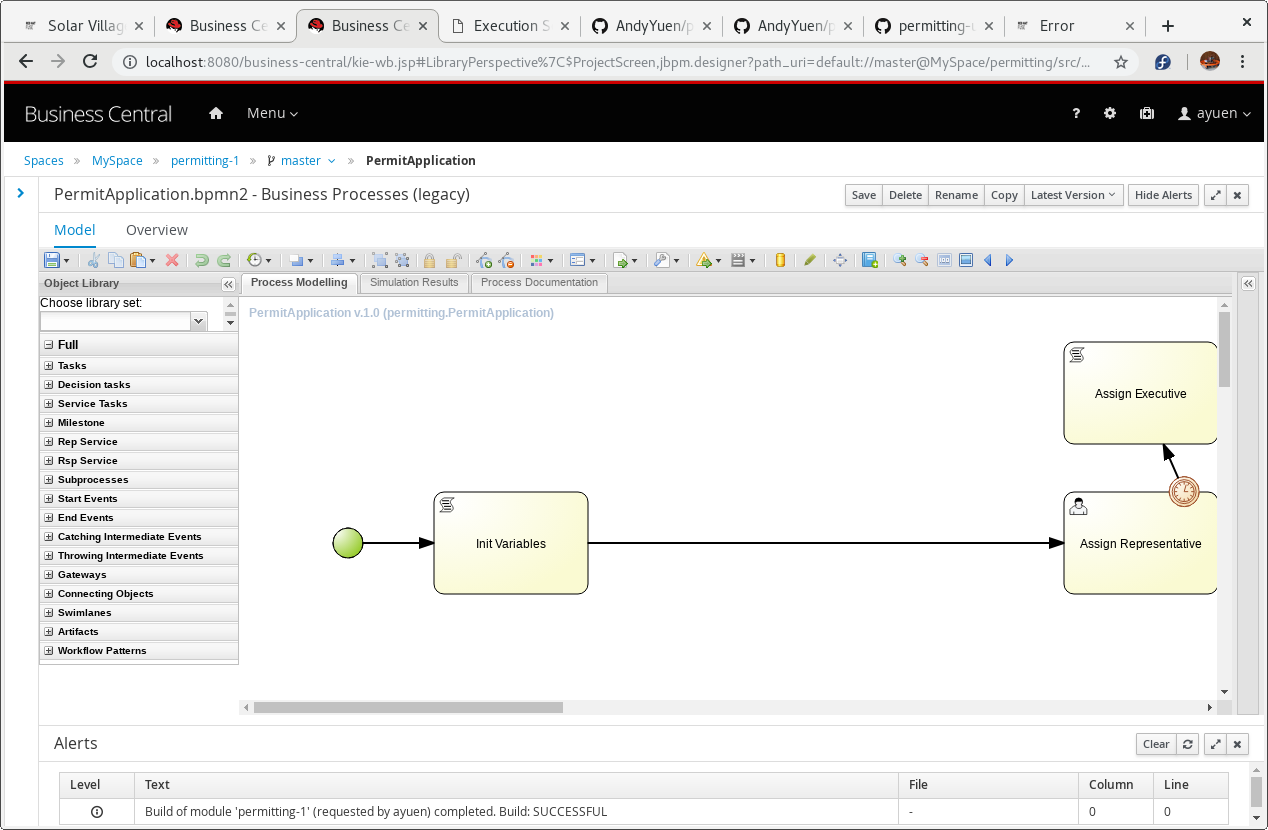 Solar Villag
Business Ce
Business Ce
Execution S
AndyYuen/p
AndyYuen/p
permitting-u
Error
localhost:8080/business-central/kie-wb.jsp#LibraryPerspective%7C$ProjectScreen,jbpm.designer?path_uri=default://master@MySpace/permitting/src/...
Business Central
Menu
?
ayuen
Spaces » MySpace » permitting-1 » master » PermitApplication
PermitApplication.bpmn2 - Business Processes (legacy)
Save
Delete
Rename
Copy
Latest Version
Hide Alerts
Model
Overview
Object Library
Process Modelling
Simulation Results
Process Documentation
Choose library set:
PermitApplication v.1.0 (permitting.PermitApplication)
Full
Tasks
Decision tasks
Service Tasks
Milestone
Rep Service
Rsp Service
Subprocesses
Start Events
End Events
Catching Intermediate Events
Throwing Intermediate Events
Gateways
Connecting Objects
Swimlanes
Artifacts
Workflow Patterns
Assign Executive
Init Variables
Assign Representative
Alerts
Clear
Level
Text
File
Column
Line
Build of module 'permitting-1' (requested by ayuen) completed. Build: SUCCESSFUL
-
0
0